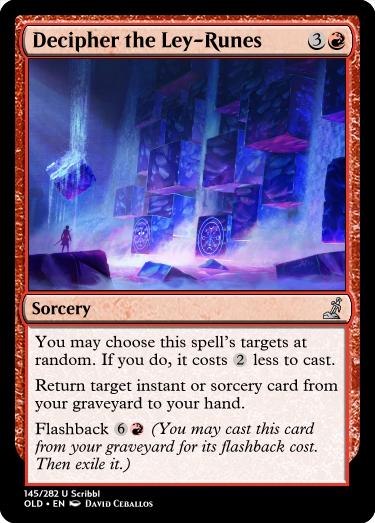 Decipher the Ley-Runes 3
Sorcery
You may choose this spell's targets at
random. If you do, it costs 2 less to cast.
Return target instant or sorcery card from
your graveyard to your hand.
Flashback 6 (You may cast this card
from your graveyard for its flashback cost.
Then exile it.)
145/282 U Scribbl
OLD • EN David Ceballos